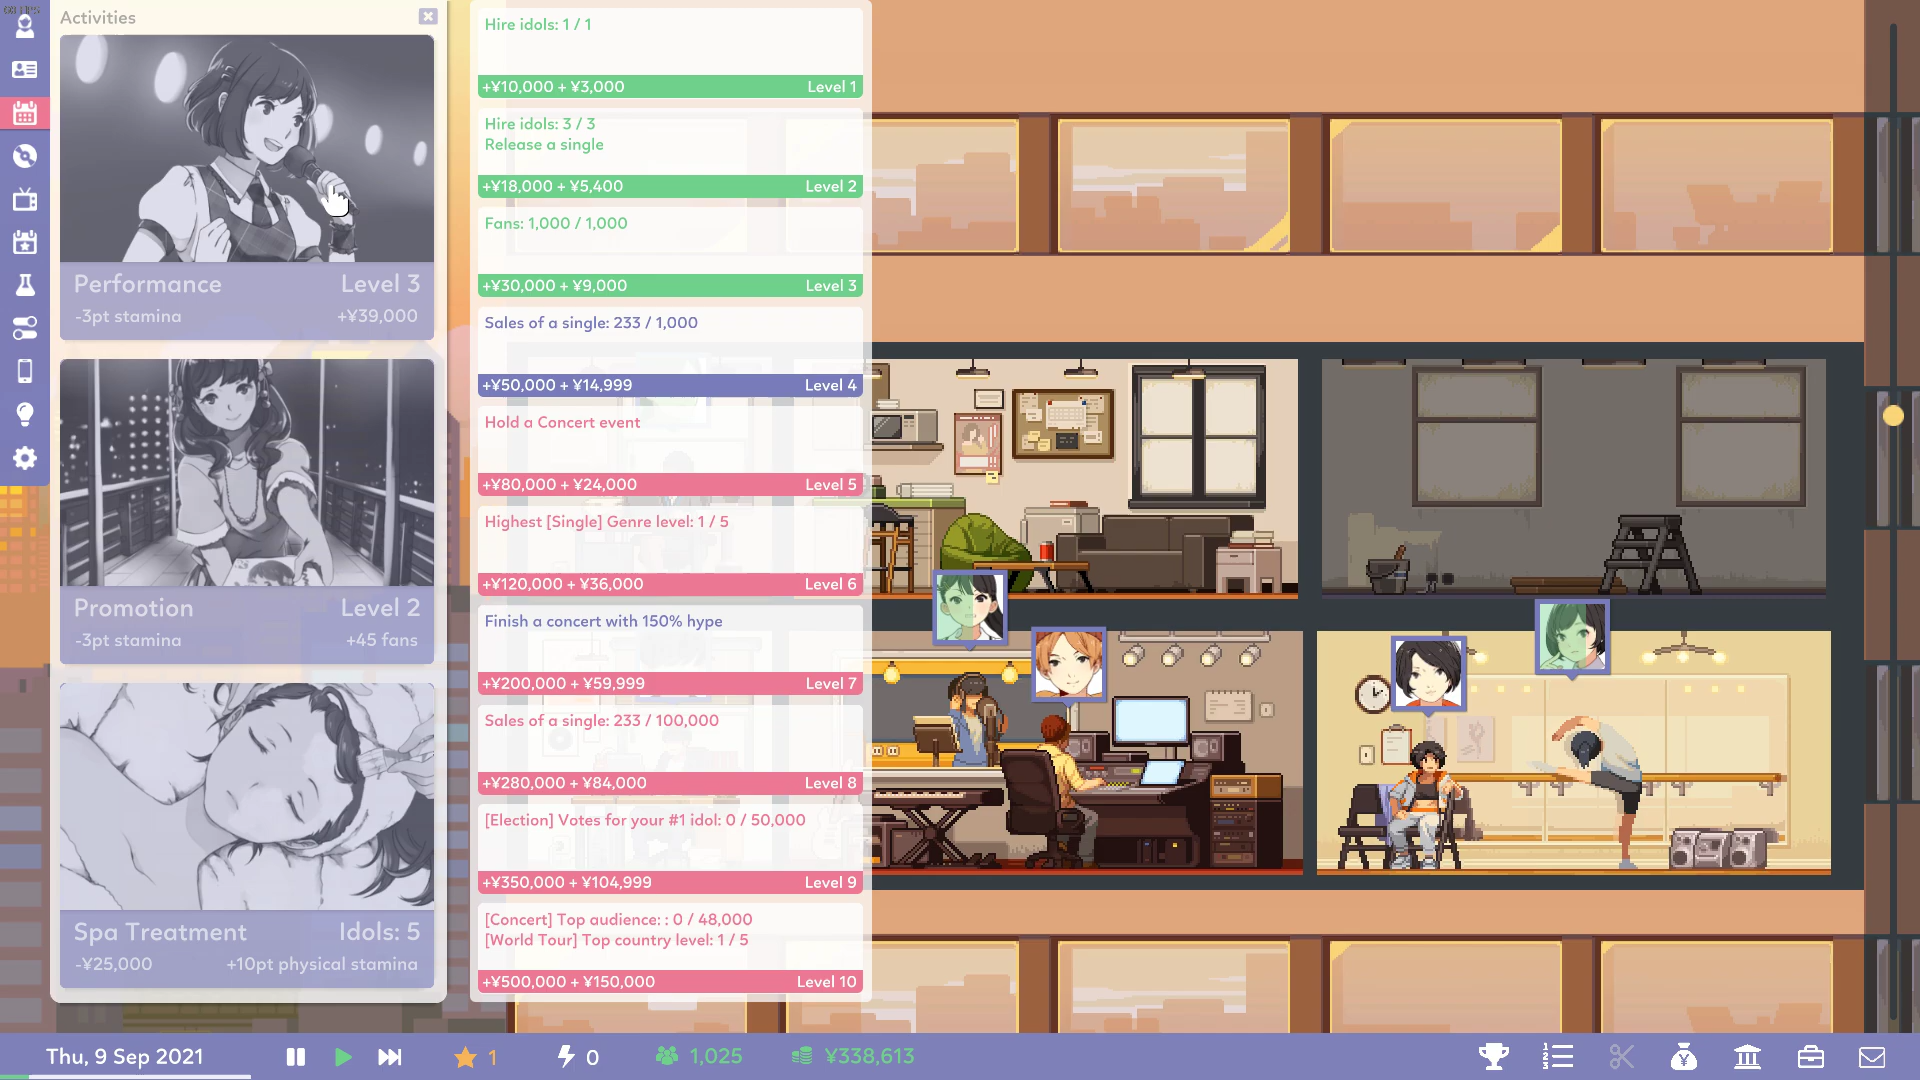 Activities
Performance
Level 3
-3pt stamina
+¥39,000
Promotion
Level 2
-3pt stamina
+45 fans
Spa Treatment
Idols: 5
-¥25,000
+10pt physical stamina
Hire idols: 1 / 1
+¥10,000 + ¥3,000
Level 1
Hire idols: 3 / 3
Release a single
+¥18,000 + ¥5,400
Level 2
Fans: 1,000 / 1,000
+¥30,000 + ¥9,000
Level 3
Sales of a single: 233 / 1,000
+¥50,000 + ¥14,999
Level 4
Hold a Concert event
+¥80,000 + ¥24,000
Level 5
Highest [Single] Genre level: 1 / 5
+¥120,000 + ¥36,000
Level 6
Finish a concert with 150% hype
+¥200,000 + ¥59,999
Level 7
Sales of a single: 233 / 100,000
+¥280,000 + ¥84,000
Level 8
[Election] Votes for your #1 idol: 0 / 50,000
+¥350,000 + ¥104,999
Level 9
[Concert] Top audience: : 0 / 48,000
[World Tour] Top country level: 1 / 5
+¥500,000 + ¥150,000
Level 10
Thu, 9 Sep 2021
1
0
1,025
¥338,613